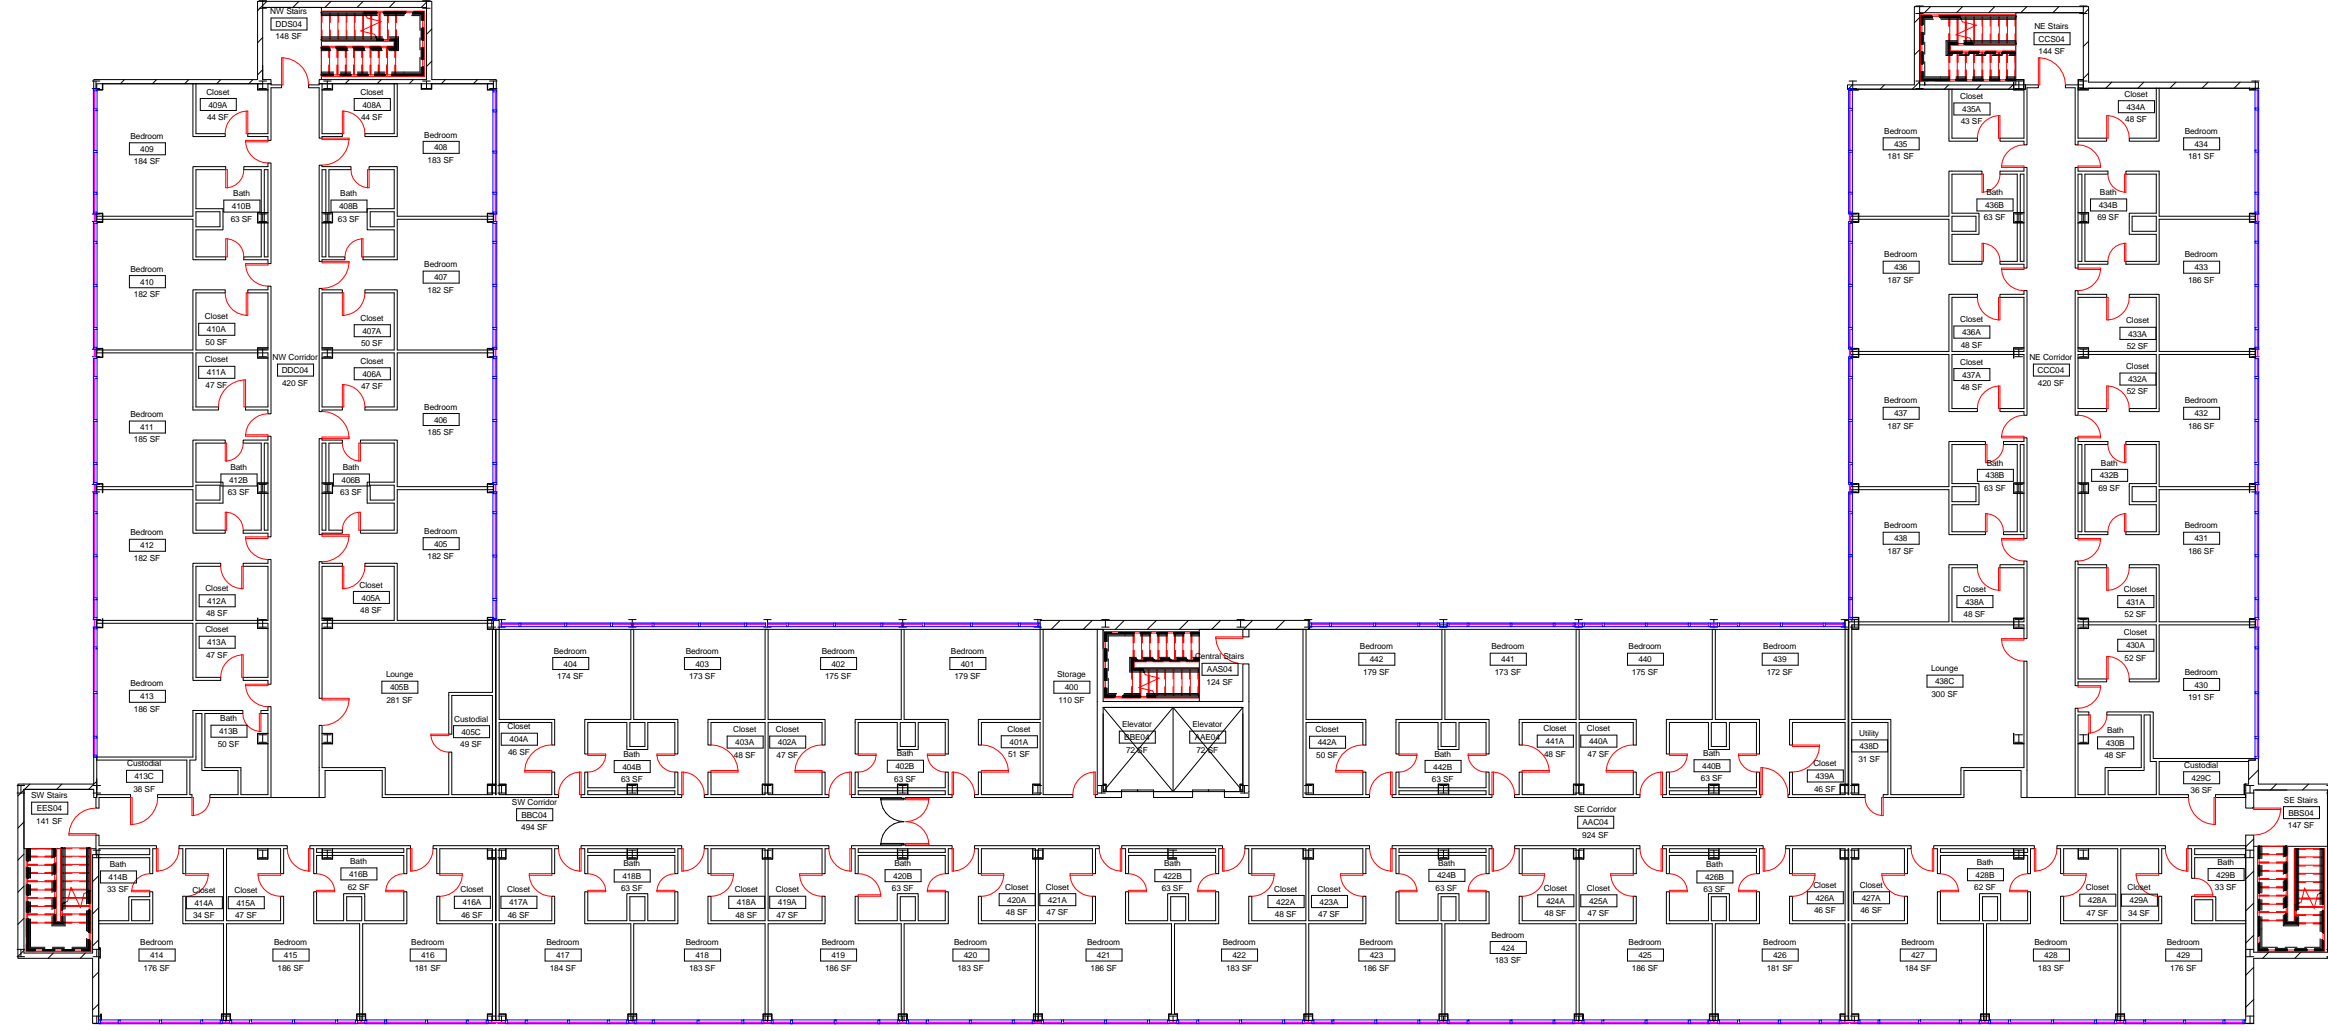 NW Stairs
DDS04
148 SF
NE Stairs
CCS04
144 SF
Closet
409A
44 SF
Closet
408A
44 SF
Bedroom
409
184 SF
Bedroom
408
183 SF
Bath
410B
63 SF
Bath
408B
63 SF
Bedroom
410
182 SF
Bedroom
407
182 SF
Closet
410A
50 SF
Closet
407A
50 SF
NW Corridor
DDC04
420 SF
Closet
411A
47 SF
Closet
406A
47 SF
Bedroom
411
185 SF
Bedroom
406
185 SF
Bath
412B
63 SF
Bath
406B
63 SF
Bedroom
412
182 SF
Bedroom
405
182 SF
Closet
412A
48 SF
Closet
405A
48 SF
Closet
413A
47 SF
Bedroom
413
186 SF
Bath
413B
50 SF
Lounge
405B
281 SF
Custodial
405C
49 SF
Custodial
413C
38 SF
SW Stairs
EES04
141 SF
Closet
435A
43 SF
Closet
434A
48 SF
Bedroom
435
181 SF
Bedroom
434
181 SF
Bath
436B
63 SF
Bath
434B
69 SF
Bedroom
436
187 SF
Bedroom
433
186 SF
Closet
436A
48 SF
Closet
433A
52 SF
NE Corridor
CCC04
420 SF
Closet
437A
48 SF
Closet
432A
52 SF
Bedroom
437
187 SF
Bedroom
432
186 SF
Bath
438B
63 SF
Bath
432B
69 SF
Bedroom
438
187 SF
Bedroom
431
186 SF
Closet
438A
48 SF
Closet
431A
52 SF
Closet
430A
52 SF
Lounge
438C
300 SF
Bedroom
430
191 SF
Bath
430B
48 SF
Utility
438D
31 SF
Custodial
429C
36 SF
SE Stairs
BBS04
147 SF
Bedroom
404
174 SF
Bedroom
403
173 SF
Bedroom
402
175 SF
Bedroom
401
179 SF
Storage
400
110 SF
Central Stairs
AAS04
124 SF
Bedroom
442
179 SF
Bedroom
441
173 SF
Bedroom
440
175 SF
Bedroom
439
172 SF
Closet
404A
46 SF
Bath
404B
63 SF
Closet
403A
48 SF
Closet
402A
47 SF
Bath
402B
63 SF
Closet
401A
51 SF
Elevator
BBE04
72 SF
Elevator
AAE04
72 SF
Closet
442A
50 SF
Bath
442B
63 SF
Closet
441A
48 SF
Closet
440A
47 SF
Bath
440B
63 SF
Closet
439A
46 SF
SW Corridor
BBC04
494 SF
SE Corridor
AAC04
924 SF
Bath
414B
33 SF
Closet
414A
34 SF
Closet
415A
47 SF
Bath
416B
62 SF
Closet
416A
46 SF
Closet
417A
46 SF
Bath
418B
63 SF
Closet
418A
48 SF
Closet
419A
47 SF
Bath
420B
63 SF
Closet
420A
48 SF
Closet
421A
47 SF
Bath
422B
63 SF
Closet
422A
48 SF
Closet
423A
47 SF
Bath
424B
63 SF
Closet
424A
48 SF
Closet
425A
47 SF
Bath
426B
63 SF
Closet
426A
46 SF
Closet
427A
46 SF
Bath
428B
62 SF
Closet
428A
47 SF
Closet
429A
34 SF
Bath
429B
33 SF
Bedroom
414
176 SF
Bedroom
415
186 SF
Bedroom
416
181 SF
Bedroom
417
184 SF
Bedroom
418
183 SF
Bedroom
419
186 SF
Bedroom
420
183 SF
Bedroom
421
186 SF
Bedroom
422
183 SF
Bedroom
423
186 SF
Bedroom
424
183 SF
Bedroom
425
186 SF
Bedroom
426
181 SF
Bedroom
427
184 SF
Bedroom
428
183 SF
Bedroom
429
176 SF